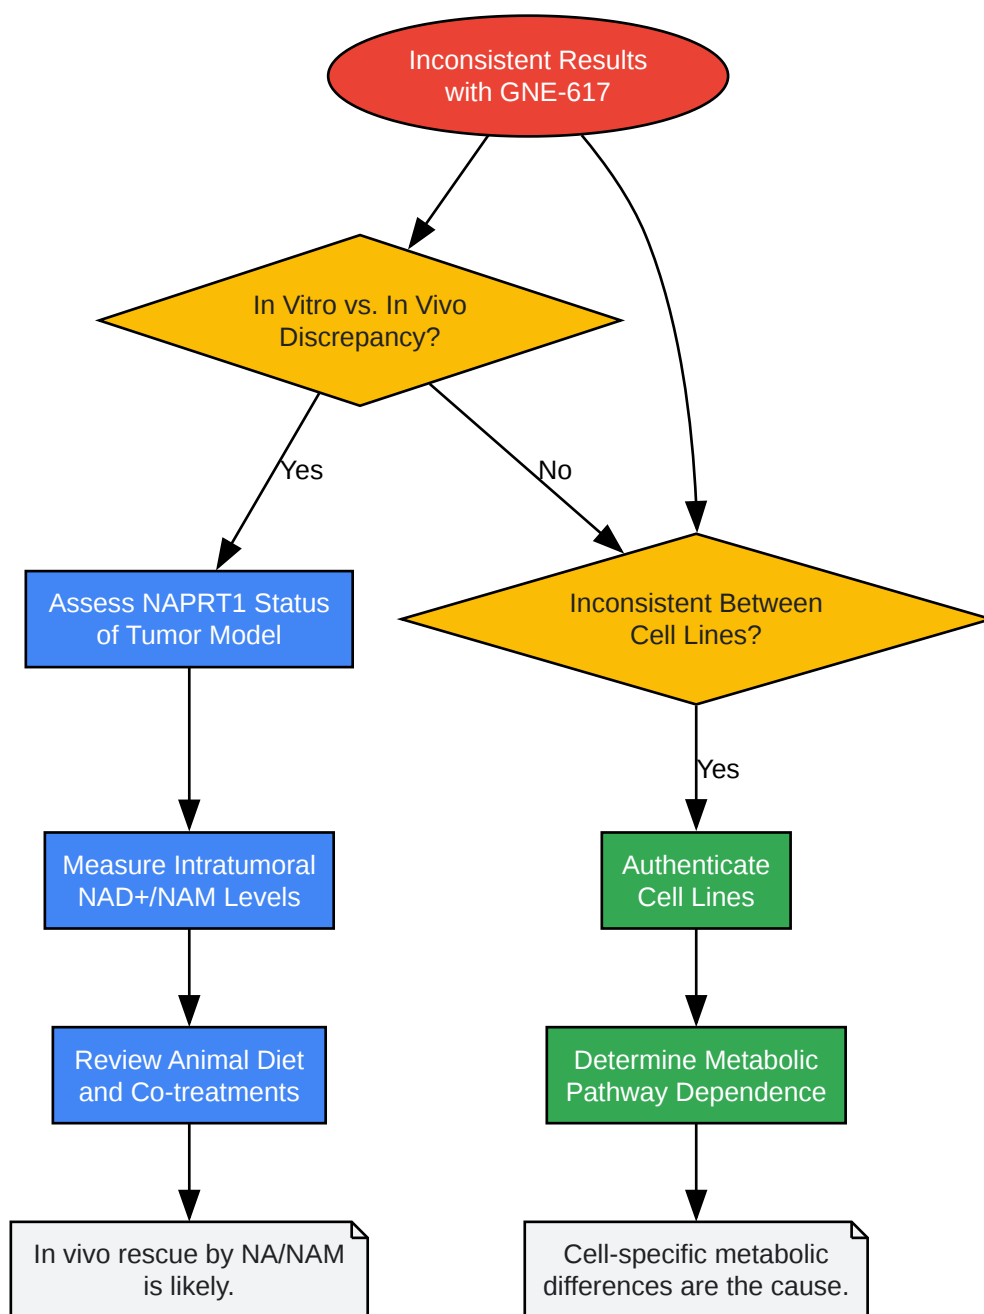 Inconsistent Results
with GNE-617
In Vitro vs. In Vivo
Discrepancy?
Yes
No
Assess NAPRT1 Status
of Tumor Model
Inconsistent Between
Cell Lines?
Yes
Measure Intratumoral
NAD+/NAM Levels
Authenticate
Cell Lines
Review Animal Diet
and Co-treatments
Determine Metabolic
Pathway Dependence
In vivo rescue by NA/NAM
is likely.
Cell-specific metabolic
differences are the cause.